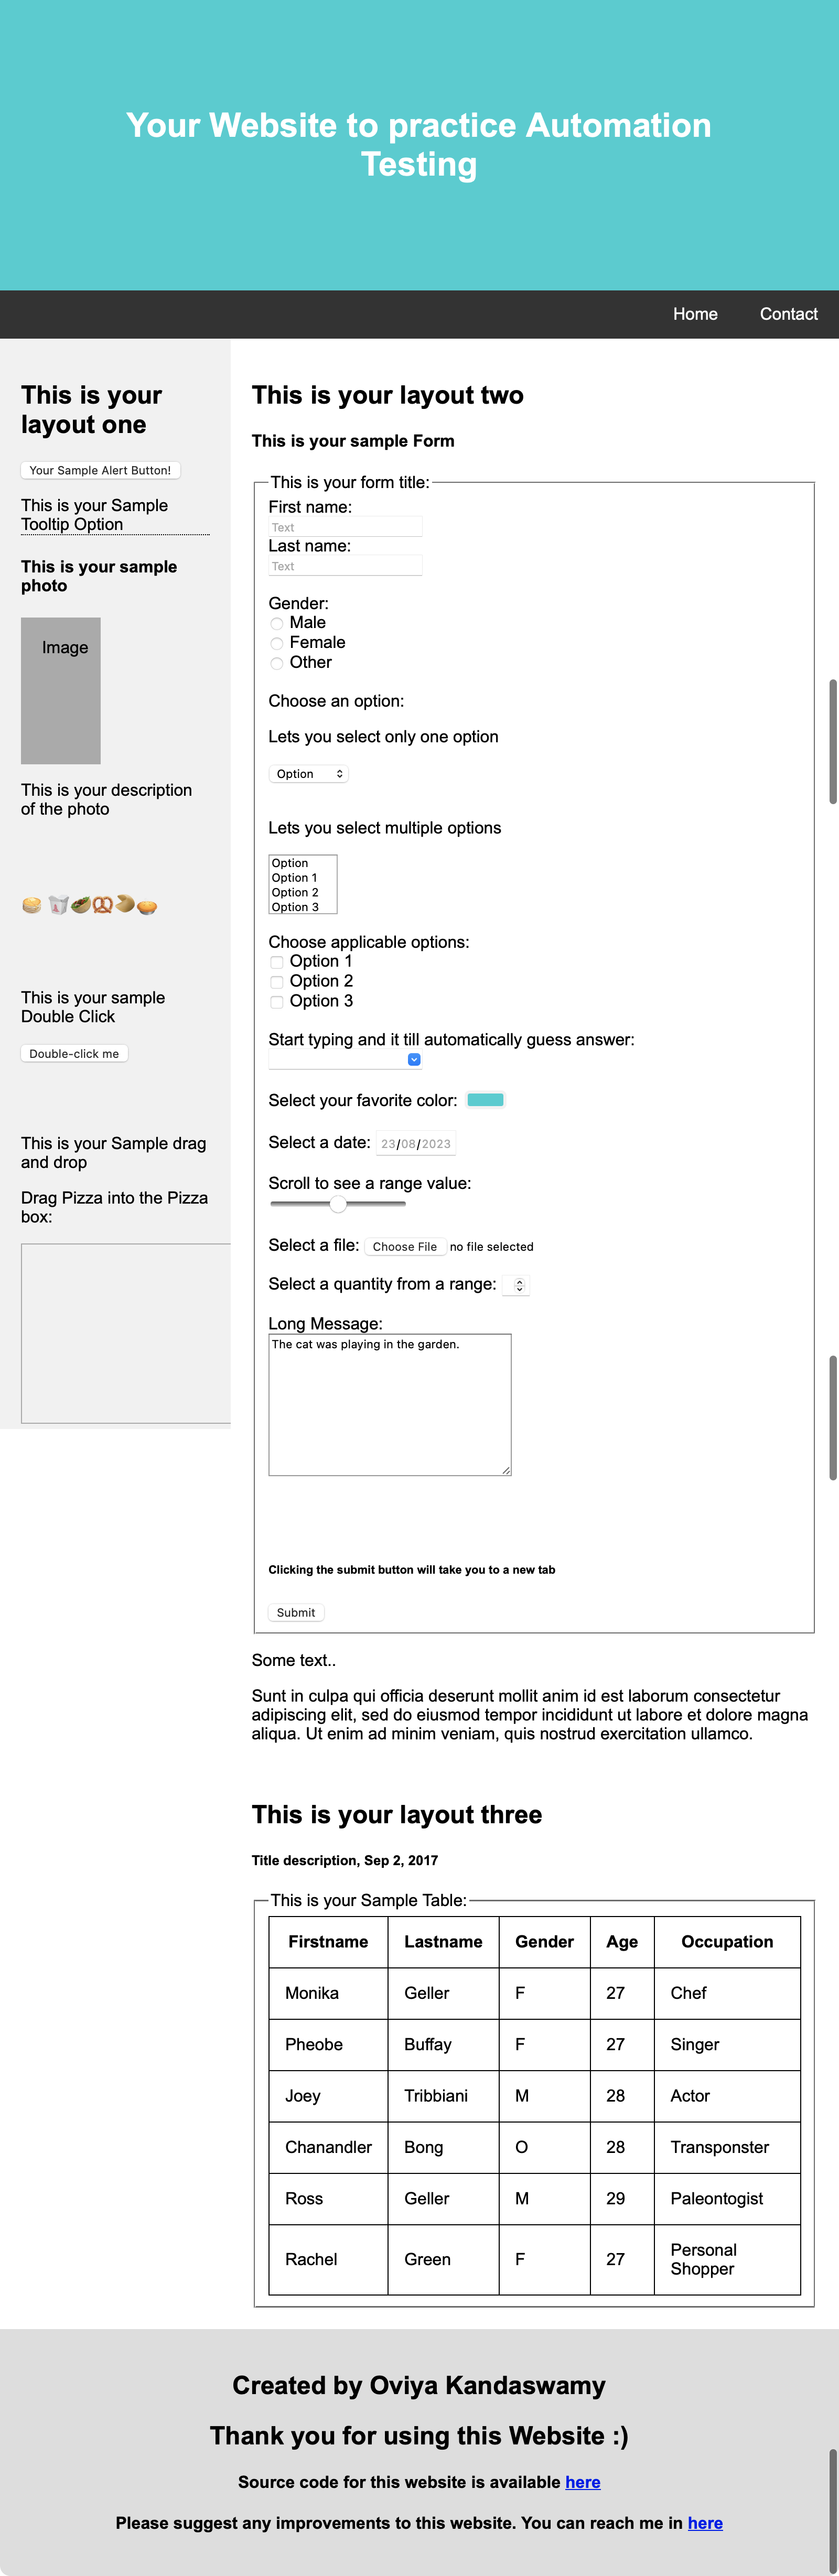 Your Website to practice Automation
Testing
Home Contact
This is your
layout one
Your Sample Alert Button!
This is your Sample
Tooltip Option
This is your sample
photo
Image
This is your description
of the photo
This is your sample
Double Click
Double-click me
This is your Sample drag
and drop
Drag Pizza into the Pizza
box:
This is your layout two
This is your sample Form
This is your form title:
First name:
Text
Last name:
Text
Gender:
Male
Female
Other
Choose an option:
Lets you select only one option
Option
Lets you select multiple options
Option
Option 1
Option 2
Option 3
Choose applicable options:
Option 1
Option 2
Option 3
Start typing and it till automatically guess answer:
Select your favorite color:
Select a date: 23/08/2023
Scroll to see a range value:
Select a file: Choose File no file selected
Select a quantity from a range:
Long Message:
The cat was playing in the garden.
Clicking the submit button will take you to a new tab
Submit
Some text..
Sunt in culpa qui officia deserunt mollit anim id est laborum consectetur
adipiscing elit, sed do eiusmod tempor incididunt ut labore et dolore magna
aliqua. Ut enim ad minim veniam, quis nostrud exercitation ullamco.
This is your layout three
Title description, Sep 2, 2017
This is your Sample Table:
Firstname Lastname Gender Age Occupation
Monika Geller F 27 Chef
Pheobe Buffay F 27 Singer
Joey Tribbiani M 28 Actor
Chanandler Bong O 28 Transponster
Ross Geller M 29 Paleontogist
Rachel Green F 27 Personal
Shopper
Created by Oviya Kandaswamy
Thank you for using this Website :)
Source code for this website is available here
Please suggest any improvements to this website. You can reach me in here